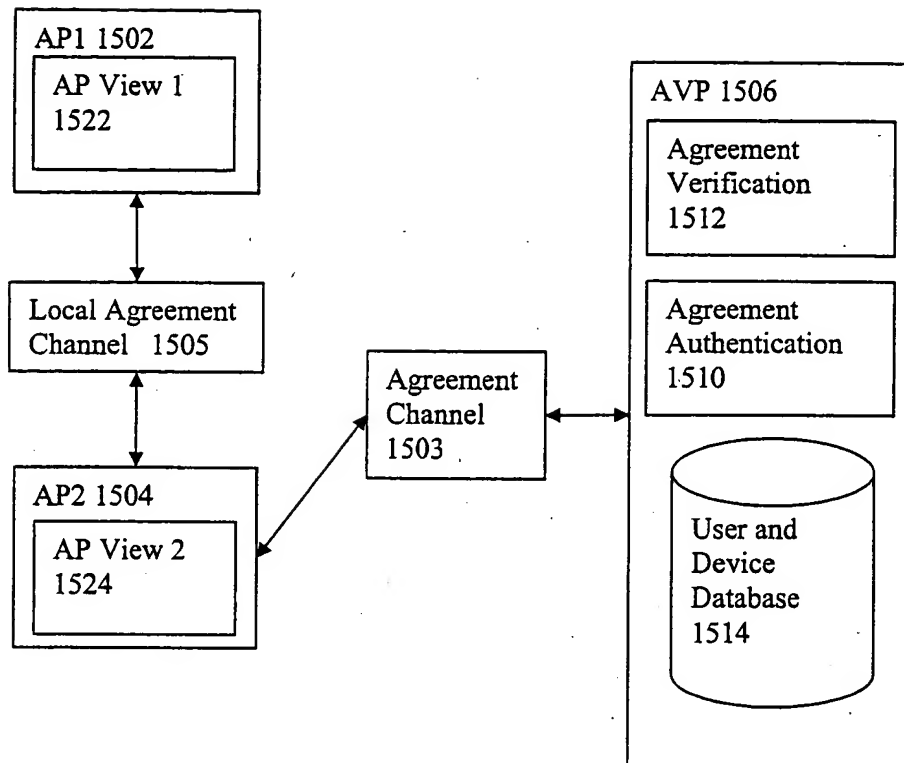 AP1 1502
AP View 1
1522
Local Agreement
Channel 1505
AP2 1504
AP View 2
1524
Agreement
Channel
1503
AVP 1506
Agreement
Verification
1512
Agreement
Authentication
1510
User and
Device
Database
1514